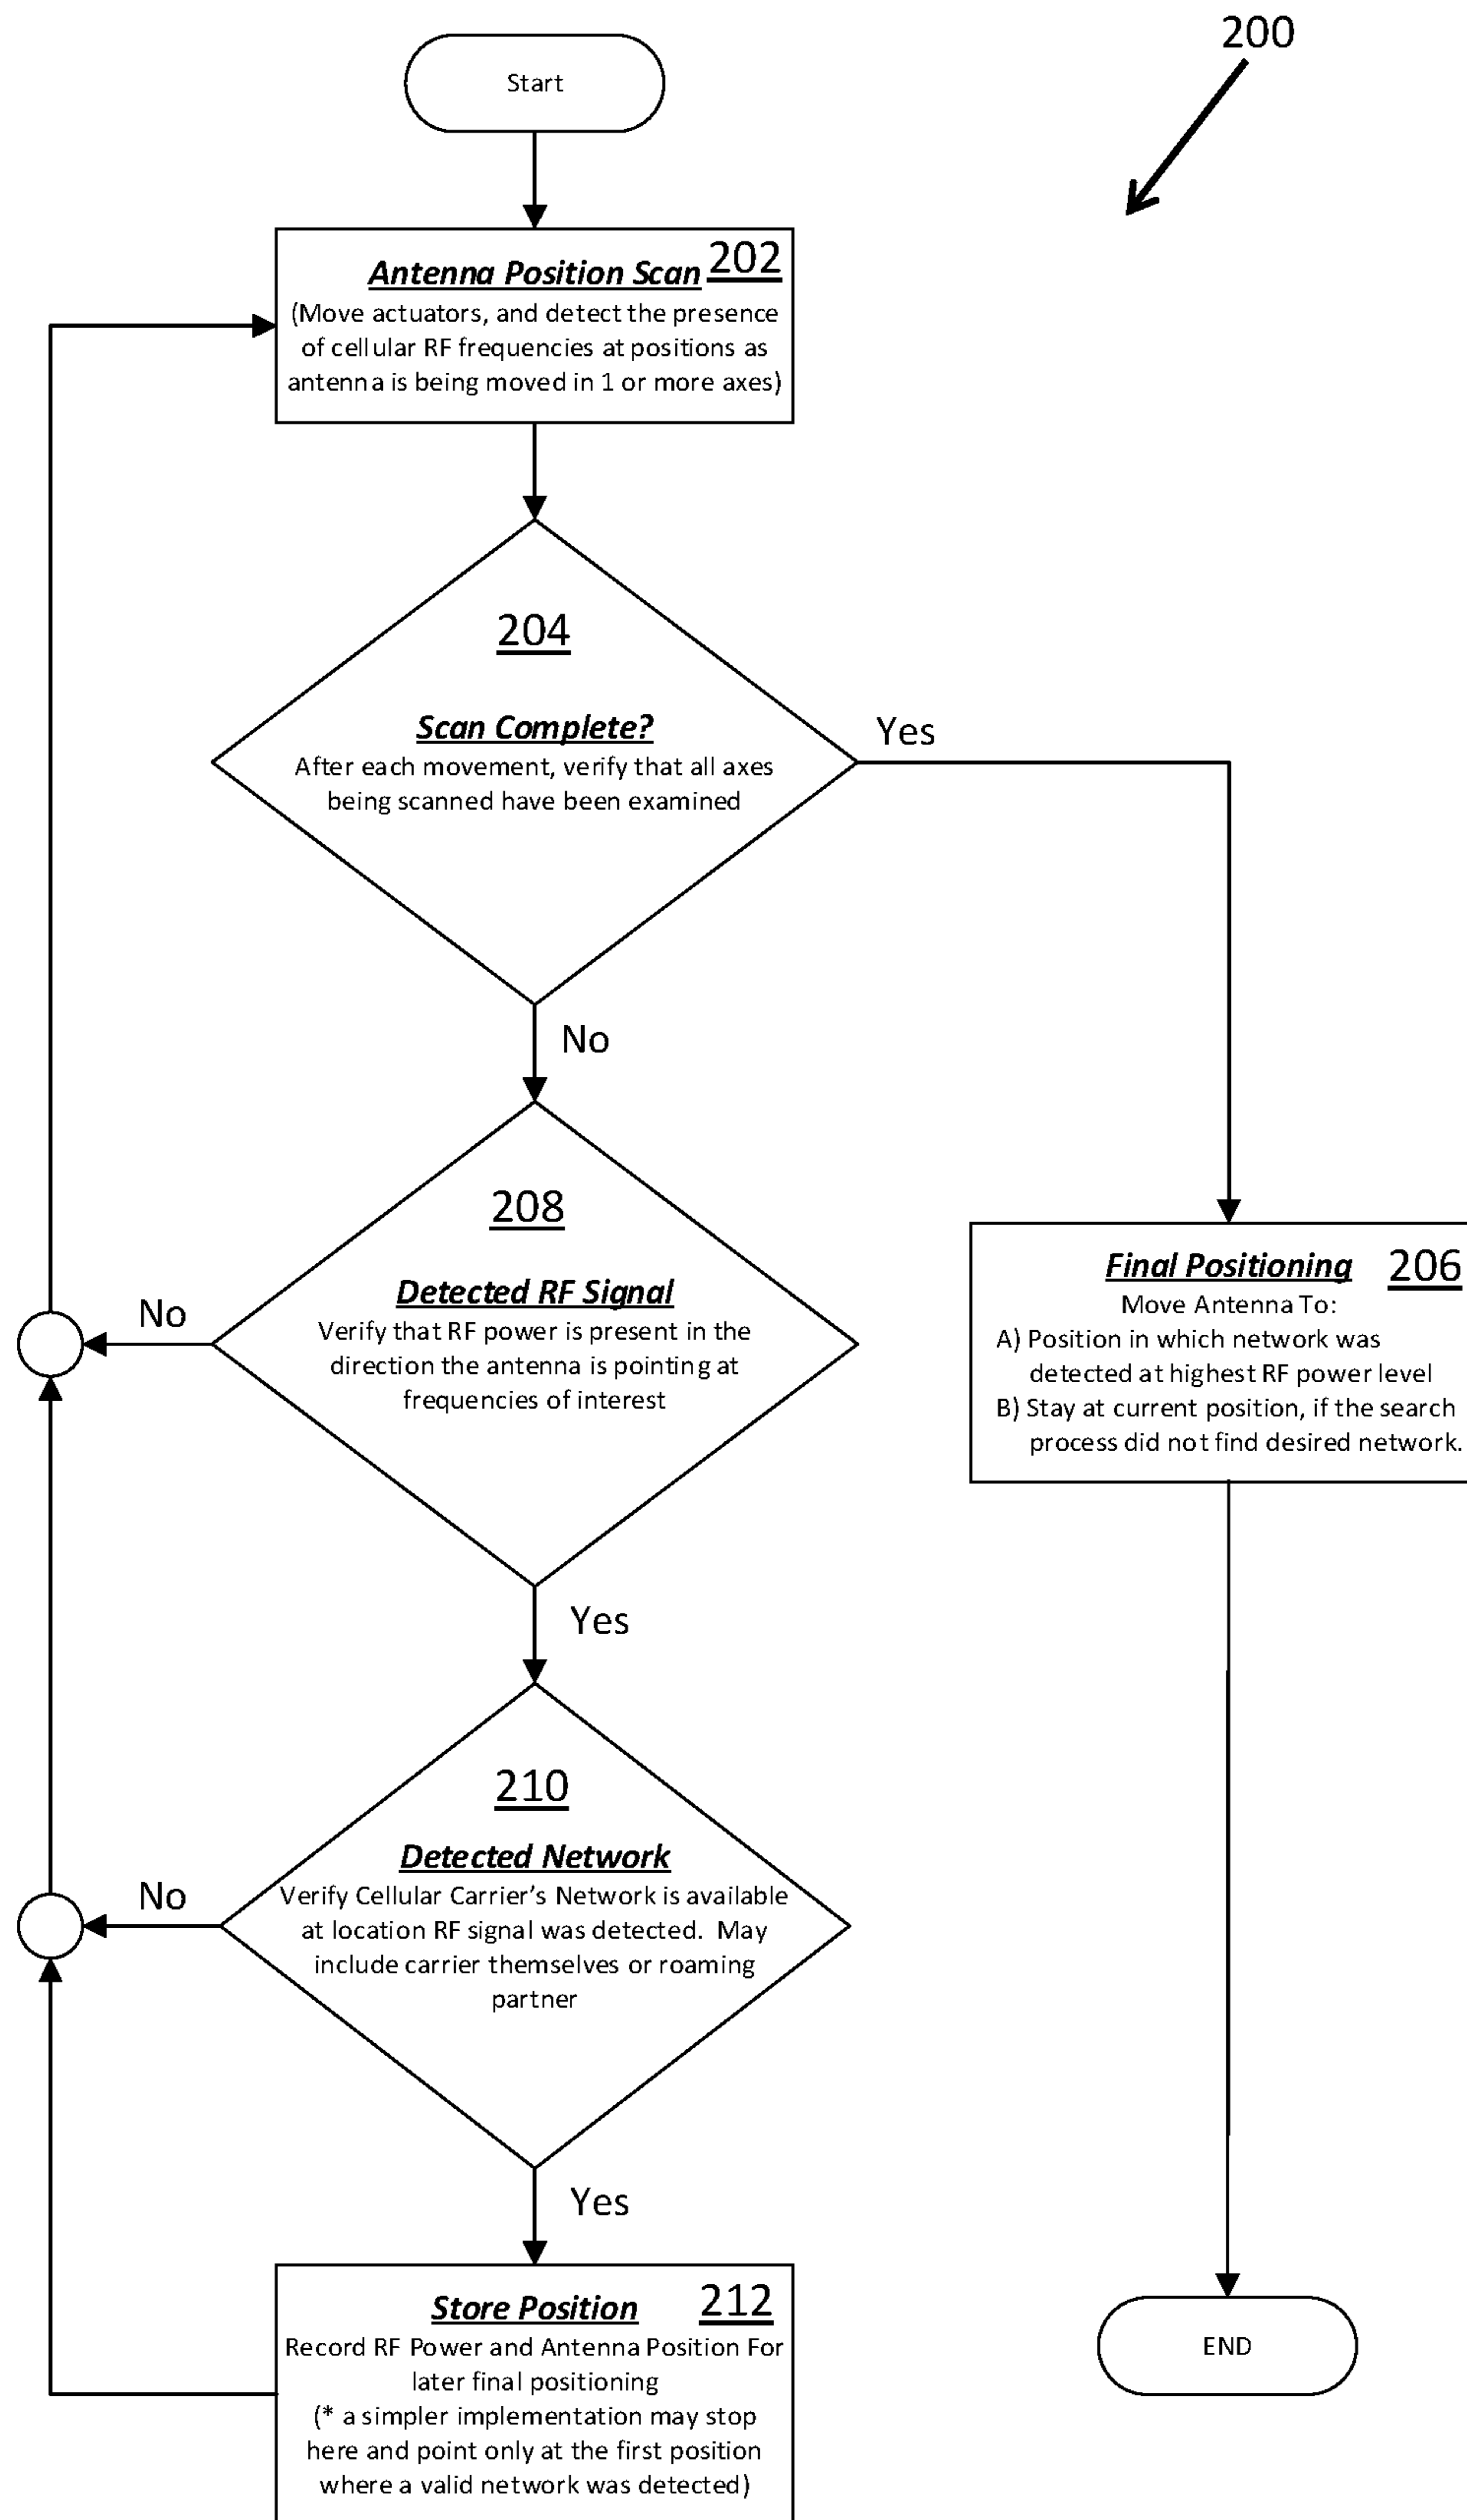 200
Start
Antenna Position Scan 202
(Move actuators, and detect the presence
of cellular RF frequencies at positions as
antenna is being moved in 1 or more axes)
204
Scan Complete?
After each movement, verify that all axes
being scanned have been examined
Yes
No
208
Detected RF Signal
Verify that RF power is present in the
direction the antenna is pointing at
frequencies of interest
No
Final Positioning 206
Move Antenna To:
A) Position in which network was
detected at highest RF power level
B) Stay at current position, if the search
process did not find desired network.
Yes
210
Detected Network
Verify Cellular Carrier’s Network is available
at location RF signal was detected. May
include carrier themselves or roaming
partner
No
Yes
Store Position 212
Record RF Power and Antenna Position For
later final positioning
(* a simpler implementation may stop
here and point only at the first position
where a valid network was detected)
END